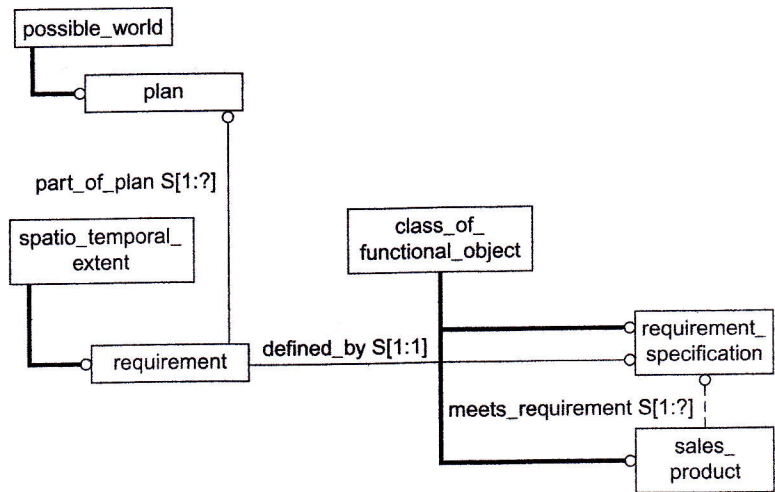 possible_world
plan
part_of_plan S[1:?]
spatio_temporal_
extent
class_of_
functional_object
requirement
defined_by S[1:1]
requirement_
specification
meets_requirement S[1:?]
sales_
product